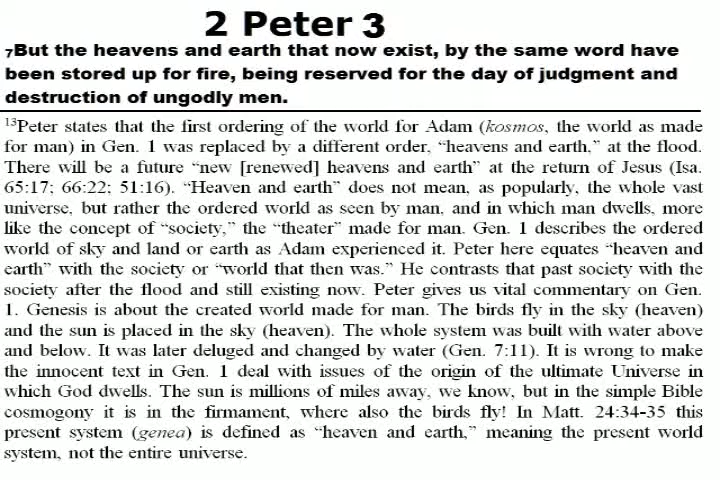 2 Peter 3
7But the heavens and earth that now exist, by the same word have
been stored up for fire, being reserved for the day of judgment and
destruction of ungodly men.
13Peter states that the first ordering of the world for Adam (kosmos, the world as made
for man) in Gen. 1 was replaced by a different order, “heavens and earth,” at the flood.
There will be a future “new [renewed] heavens and earth” at the return of Jesus (Isa.
65:17; 66:22; 51:16). “Heaven and earth” does not mean, as popularly, the whole vast
universe, but rather the ordered world as seen by man, and in which man dwells, more
like the concept of “society,” the “theater” made for man. Gen. 1 describes the ordered
world of sky and land or earth as Adam experienced it. Peter here equates “heaven and
earth” with the society or “world that then was.” He contrasts that past society with the
society after the flood and still existing now. Peter gives us vital commentary on Gen.
1. Genesis is about the created world made for man. The birds fly in the sky (heaven)
and the sun is placed in the sky (heaven). The whole system was built with water above
and below. It was later deluged and changed by water (Gen. 7:11). It is wrong to make
the innocent text in Gen. 1 deal with issues of the origin of the ultimate Universe in
which God dwells. The sun is millions of miles away, we know, but in the simple Bible
cosmogony it is in the firmament, where also the birds fly! In Matt. 24:34-35 this
present system (genea) is defined as “heaven and earth,” meaning the present world
system, not the entire universe.